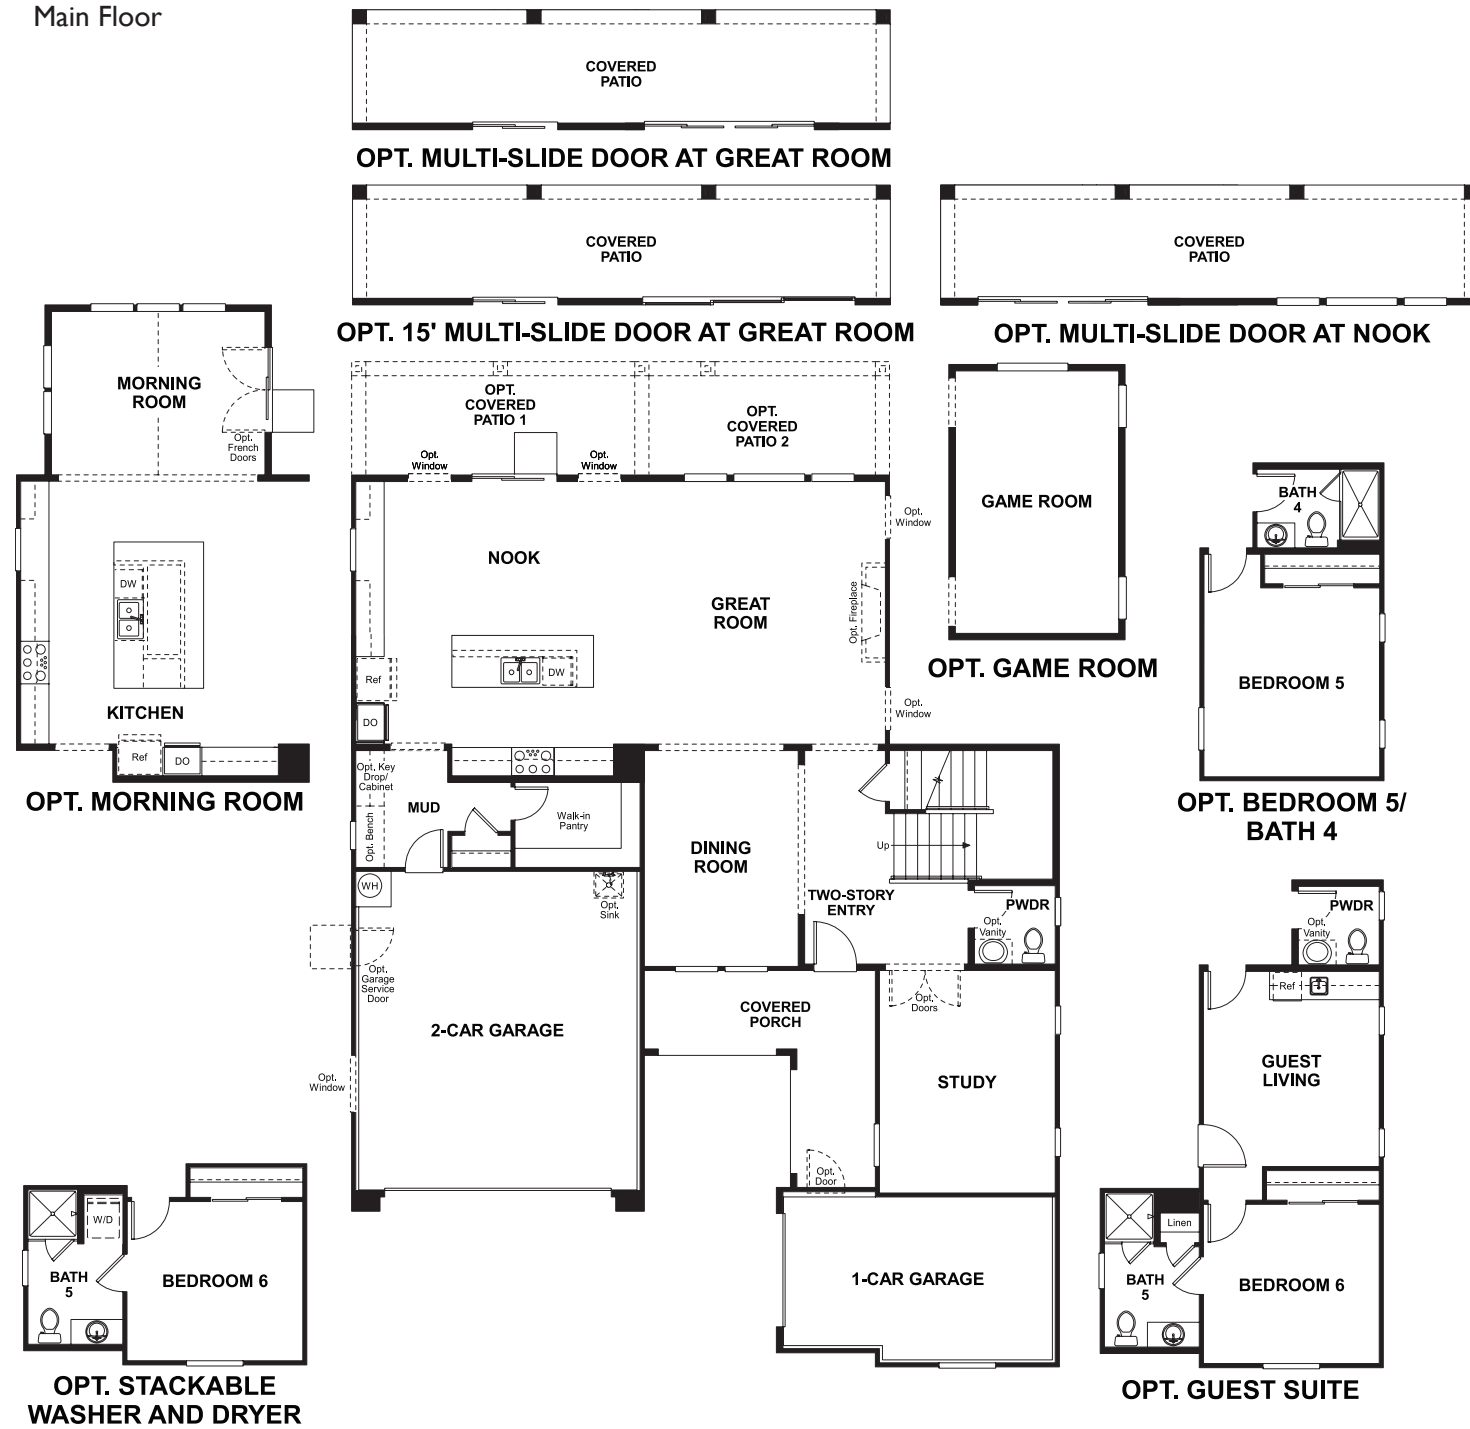 Main Floor
COVERED
PATIO
OPT. MULTI-SLIDE DOOR AT GREAT ROOM
COVERED
PATIO
OPT. 15' MULTI-SLIDE DOOR AT GREAT ROOM
COVERED
PATIO
OPT. MULTI-SLIDE DOOR AT NOOK
MORNING
ROOM
Opt.
French
Doors
DW
KITCHEN
Ref
DO
OPT. MORNING ROOM
OPT.
COVERED
PATIO 1
OPT.
COVERED
PATIO 2
Opt.
Window
Opt.
Window
Opt.
Window
NOOK
GREAT
ROOM
Opt. Fireplace
Ref
DW
DO
Opt.
Window
Opt. Key
Drop/
Cabinet
MUD
Opt. Bench
Walk-in
Pantry
DINING
ROOM
Up
TWO-STORY
ENTRY
PWDR
Opt.
Vanity
WH
Opt.
Sink
Opt.
Garage
Service
Door
2-CAR GARAGE
Opt.
Window
COVERED
PORCH
Opt.
Doors
STUDY
Opt.
Door
1-CAR GARAGE
GAME ROOM
OPT. GAME ROOM
BATH
4
BEDROOM 5
OPT. BEDROOM 5/
BATH 4
PWDR
Opt.
Vanity
Ref
GUEST
LIVING
Linen
BATH
5
BEDROOM 6
OPT. GUEST SUITE
W/D
BATH
5
BEDROOM 6
OPT. STACKABLE
WASHER AND DRYER